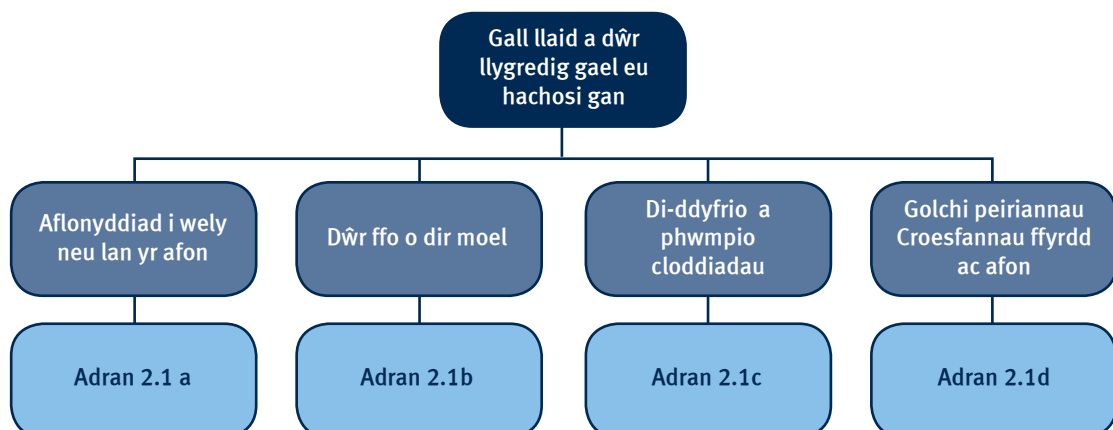 Gall llaid a dŵr
llygredig gael eu
hachosi gan
Aflonyddiad i wely
neu lan yr afon
Dŵr ffo o dir moel
Di-ddyfrio a
phwmpio
cloddiadau
Golchi peiriannau
Croesfannau ffyrdd
ac afon
Adran 2.1 a
Adran 2.1b
Adran 2.1c
Adran 2.1d